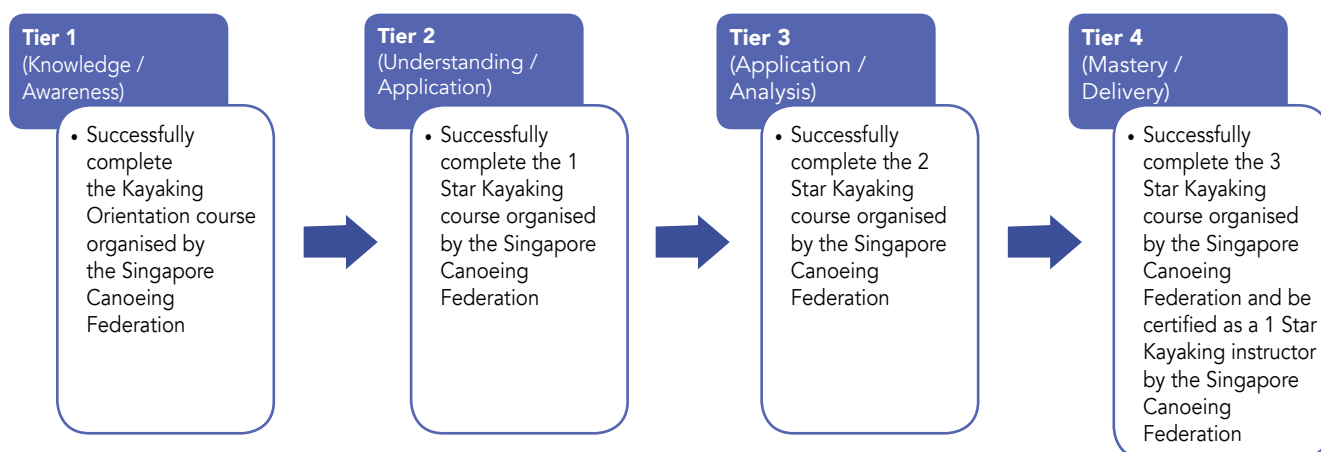 Tier 1
(Knowledge /
Awareness)
• Successfully
complete
the Kayaking
Orientation course
organised by
the Singapore
Canoeing
Federation
Tier 2
(Understanding /
Application)
• Successfully
complete the 1
Star Kayaking
course organised
by the Singapore
Canoeing
Federation
Tier 3
(Application /
Analysis)
• Successfully
complete the 2
Star Kayaking
course organised
by the Singapore
Canoeing
Federation
Tier 4
(Mastery /
Delivery)
• Successfully
complete the 3
Star Kayaking
course organised
by the Singapore
Canoeing
Federation and be
certified as a 1 Star
Kayaking instructor
by the Singapore
Canoeing
Federation